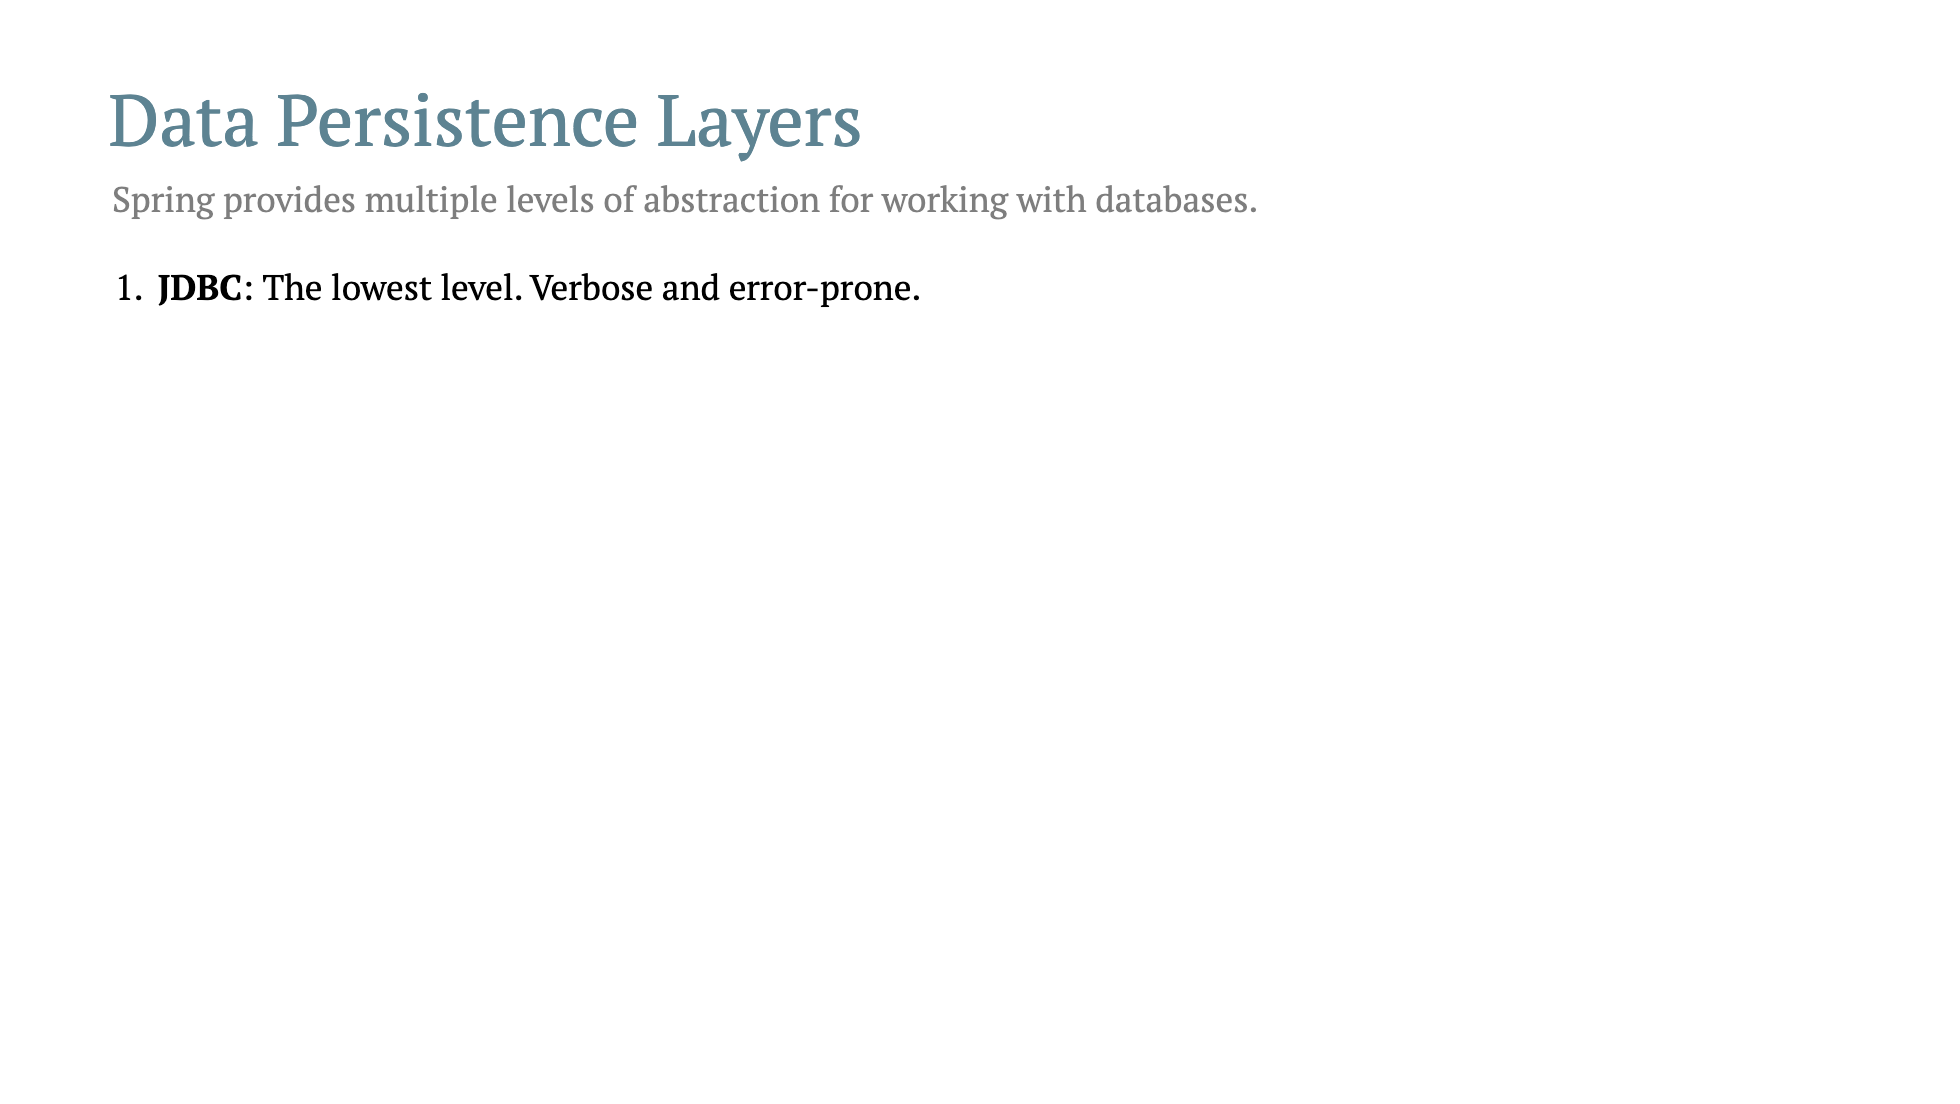 Data Persistence Layers
Spring provides multiple levels of abstraction for working with databases.
1. JDBC: The lowest level. Verbose and error-prone.